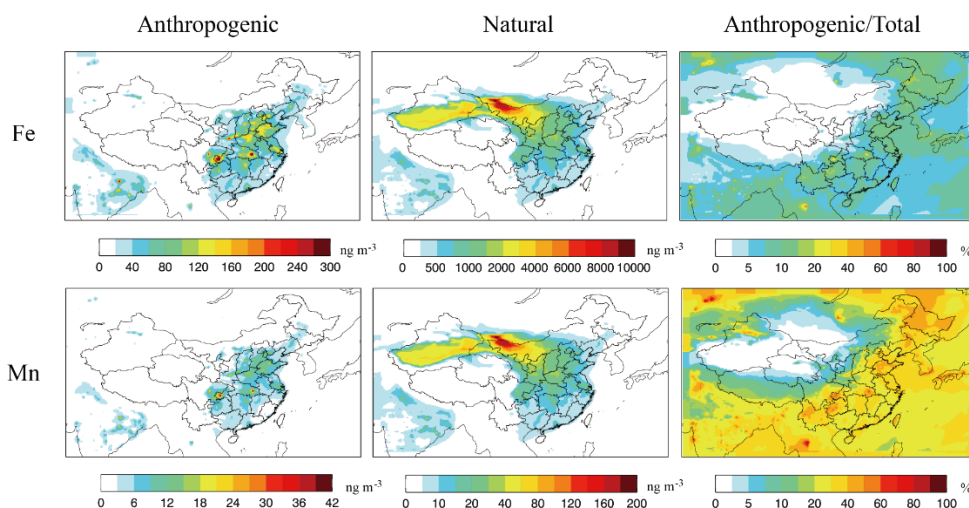 Anthropogenic Natural Anthropogenic/Total
Fe
ng m⁻³ ng m⁻³ %
0 40 80 120 160 200 240 300 0 500 1000 2000 4000 6000 8000 10000 0 5 10 20 40 60 80 100
Mn
ng m⁻³ ng m⁻³ %
0 6 12 18 24 30 36 42 0 10 20 40 80 120 160 200 0 5 10 20 40 60 80 100